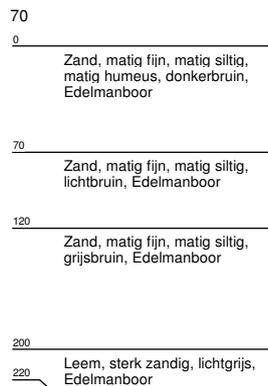 70
0
Zand, matig fijn, matig siltig,
matig humeus, donkerbruin,
Edelmanboor
70
Zand, matig fijn, matig siltig,
lichtbruin, Edelmanboor
120
Zand, matig fijn, matig siltig,
grijsbruin, Edelmanboor
200
Leem, sterk zandig, lichtgrijs,
220
Edelmanboor